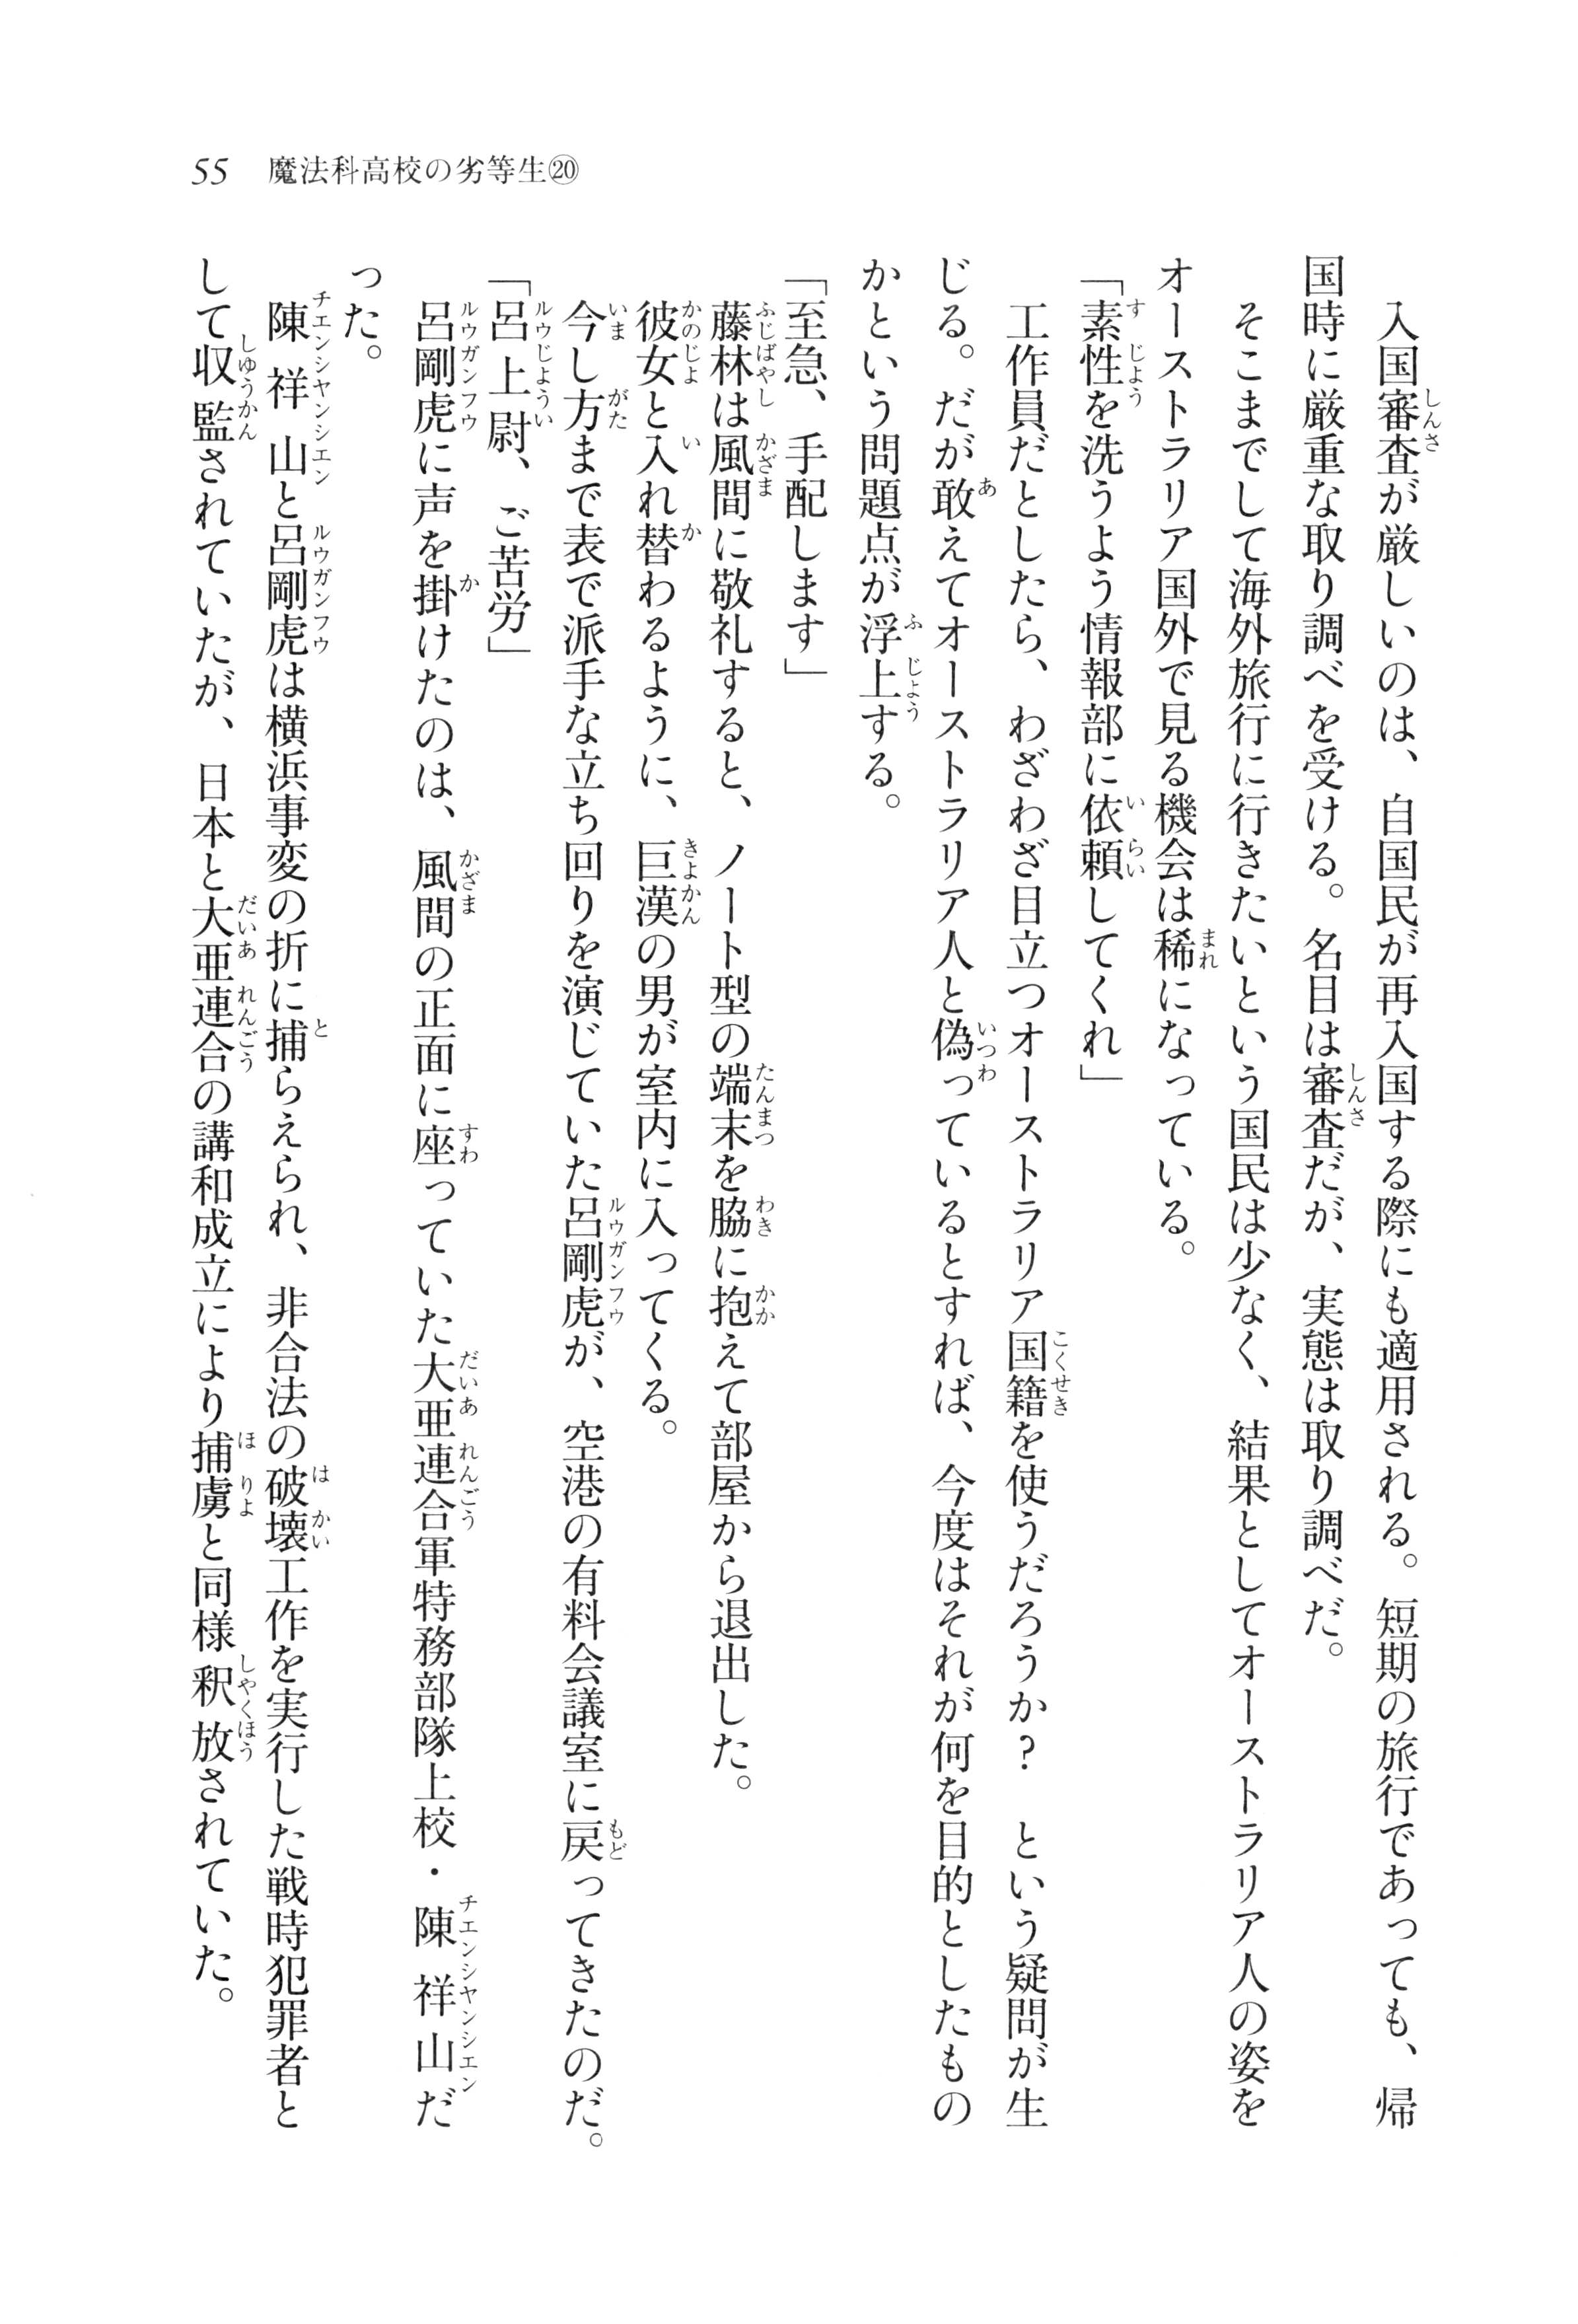 55 魔法科高校の劣等生⑳
入国審査が厳しいのは、自国民が再入国する際にも適用される。短期の旅行であっても、帰
国時に厳重な取り調べを受ける。名目は審査だが、実態は取り調べだ。
そこまでして海外旅行に行きたいという国民は少なく、結果としてオーストラリア人の姿を
オーストラリア国外で見る機会は稀になっている。
「素性を洗うよう情報部に依頼してくれ」
工作員だとしたら、わざわざ目立つオーストラリア国籍を使うだろうか？　という疑問が生
じる。だが敢えてオーストラリア人と偽っているとすれば、今度はそれが何を目的としたもの
かという問題点が浮上する。
「至急、手配します」
藤林は風間に敬礼すると、ノート型の端末を脇に抱えて部屋から退出した。
彼女と入れ替わるように、巨漢の男が室内に入ってくる。
今し方まで表で派手な立ち回りを演じていた呂剛虎が、空港の有料会議室に戻ってきたのだ。
「呂上尉、ご苦労」
呂剛虎に声を掛けたのは、風間の正面に座っていた大亜連合軍特務部隊上校・陳祥山だ
った。
陳祥山と呂剛虎は横浜事変の折に捕らえられ、非合法の破壊工作を実行した戦時犯罪者と
して収監されていたが、日本と大亜連合の講和成立により捕虜と同様釈放されていた。